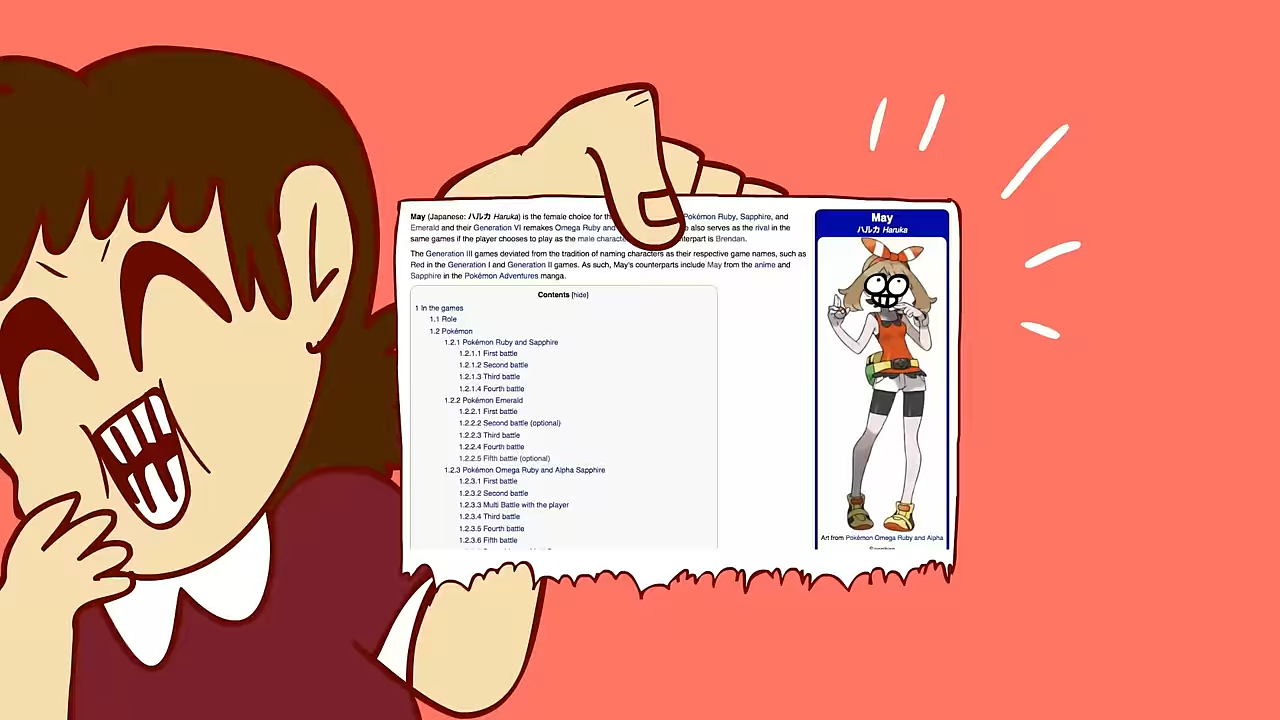 May (Japanese: ハルカ Haruka) is the female choice for th Pokémon Ruby, Sapphire, and
Emerald and their Generation VI remakes Omega Ruby and also serves as the rival in the
same games if the player chooses to play as the male characte nterpart is Brendan.
The Generation III games deviated from the tradition of naming characters as their respective game names, such as
Red in the Generation I and Generation II games. As such, May's counterparts include May from the anime and
Sapphire in the Pokémon Adventures manga.
Contents [hide]
1 In the games
1.1 Role
1.2 Pokémon
1.2.1 Pokémon Ruby and Sapphire
1.2.1.1 First battle
1.2.1.2 Second battle
1.2.1.3 Third battle
1.2.1.4 Fourth battle
1.2.2 Pokémon Emerald
1.2.2.1 First battle
1.2.2.2 Second battle (optional)
1.2.2.3 Third battle
1.2.2.4 Fourth battle
1.2.2.5 Fifth battle (optional)
1.2.3 Pokémon Omega Ruby and Alpha Sapphire
1.2.3.1 First battle
1.2.3.2 Second battle
1.2.3.3 Multi Battle with the player
1.2.3.4 Third battle
1.2.3.5 Fourth battle
1.2.3.6 Fifth battle
May
ハルカ Haruka
Art from Pokémon Omega Ruby and Alpha